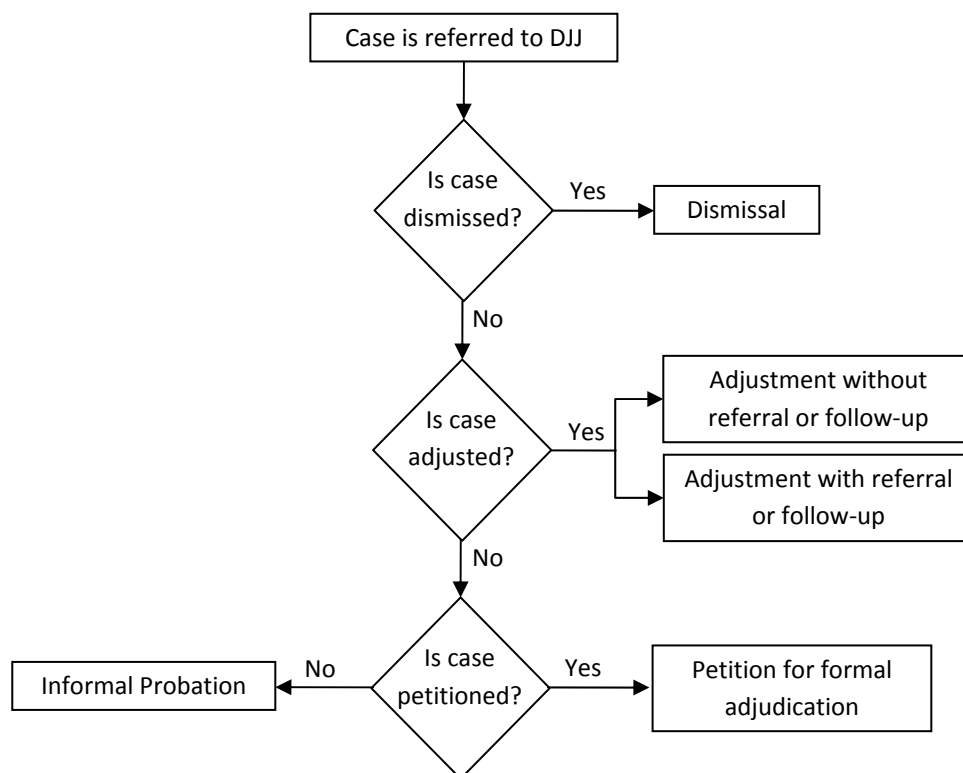 Case is referred to DJJ
Is case
dismissed?
Yes
Dismissal
No
Is case
adjusted?
Yes
Adjustment without
referral or follow-up
Adjustment with referral
or follow-up
No
Informal Probation
No
Is case
petitioned?
Yes
Petition for formal
adjudication